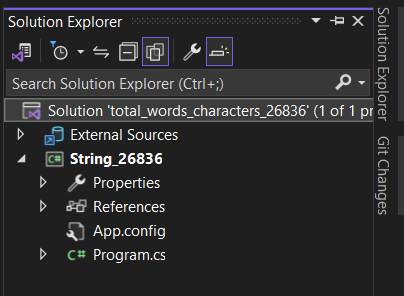 Solution Explorer
Search Solution Explorer (Ctrl+;)
Solution 'total_words_characters_26836' (1 of 1 pr
External Sources
C# String_26836
Properties
References
App.config
C# Program.cs
Solution Explorer
Git Changes